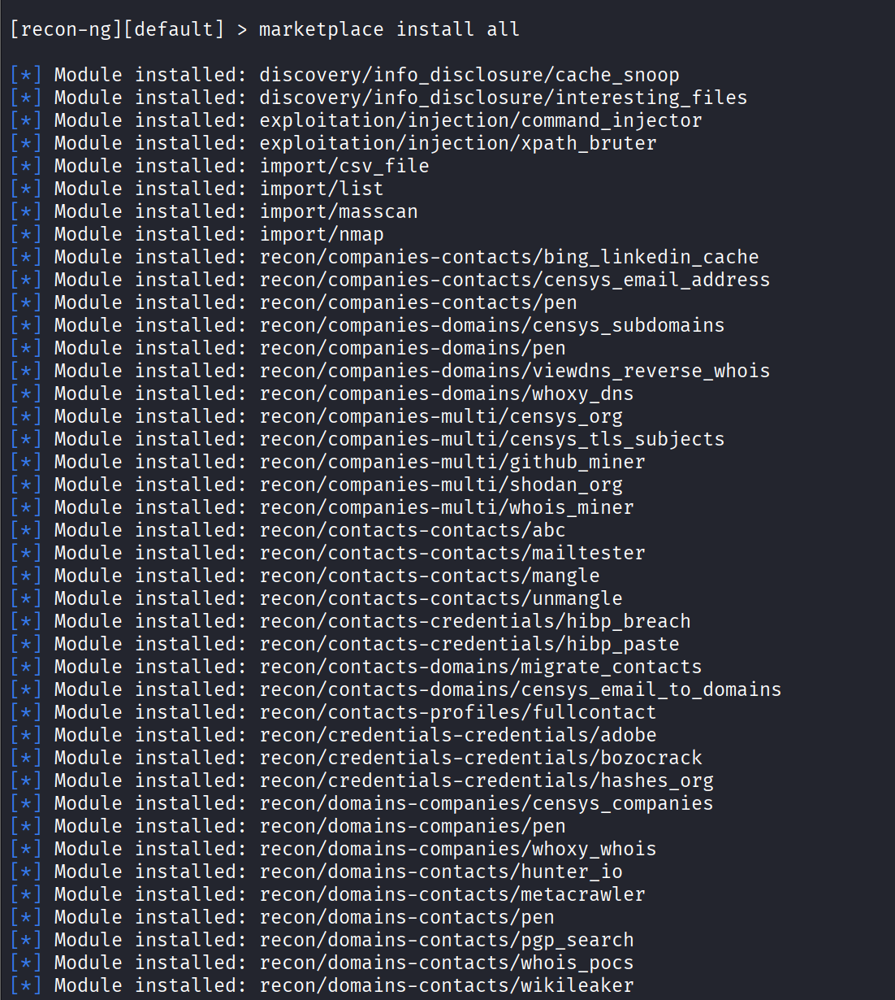 [recon-ng][default] > marketplace install all
[*] Module installed: discovery/info_disclosure/cache_snoop
[*] Module installed: discovery/info_disclosure/interesting_files
[*] Module installed: exploitation/injection/command_injector
[*] Module installed: exploitation/injection/xpath_bruter
[*] Module installed: import/csv_file
[*] Module installed: import/list
[*] Module installed: import/masscan
[*] Module installed: import/nmap
[*] Module installed: recon/companies-contacts/bing_linkedin_cache
[*] Module installed: recon/companies-contacts/censys_email_address
[*] Module installed: recon/companies-contacts/pen
[*] Module installed: recon/companies-domains/censys_subdomains
[*] Module installed: recon/companies-domains/pen
[*] Module installed: recon/companies-domains/viewdns_reverse_whois
[*] Module installed: recon/companies-domains/whoxy_dns
[*] Module installed: recon/companies-multi/censys_org
[*] Module installed: recon/companies-multi/censys_tls_subjects
[*] Module installed: recon/companies-multi/github_miner
[*] Module installed: recon/companies-multi/shodan_org
[*] Module installed: recon/companies-multi/whois_miner
[*] Module installed: recon/contacts-contacts/abc
[*] Module installed: recon/contacts-contacts/mailtester
[*] Module installed: recon/contacts-contacts/mangle
[*] Module installed: recon/contacts-contacts/unmangle
[*] Module installed: recon/contacts-credentials/hibp_breach
[*] Module installed: recon/contacts-credentials/hibp_paste
[*] Module installed: recon/contacts-domains/migrate_contacts
[*] Module installed: recon/contacts-domains/censys_email_to_domains
[*] Module installed: recon/contacts-profiles/fullcontact
[*] Module installed: recon/credentials-credentials/adobe
[*] Module installed: recon/credentials-credentials/bozocrack
[*] Module installed: recon/credentials-credentials/hashes_org
[*] Module installed: recon/domains-companies/censys_companies
[*] Module installed: recon/domains-companies/pen
[*] Module installed: recon/domains-companies/whoxy_whois
[*] Module installed: recon/domains-contacts/hunter_io
[*] Module installed: recon/domains-contacts/metacrawler
[*] Module installed: recon/domains-contacts/pen
[*] Module installed: recon/domains-contacts/pgp_search
[*] Module installed: recon/domains-contacts/whois_pocs
[*] Module installed: recon/domains-contacts/wikileaker